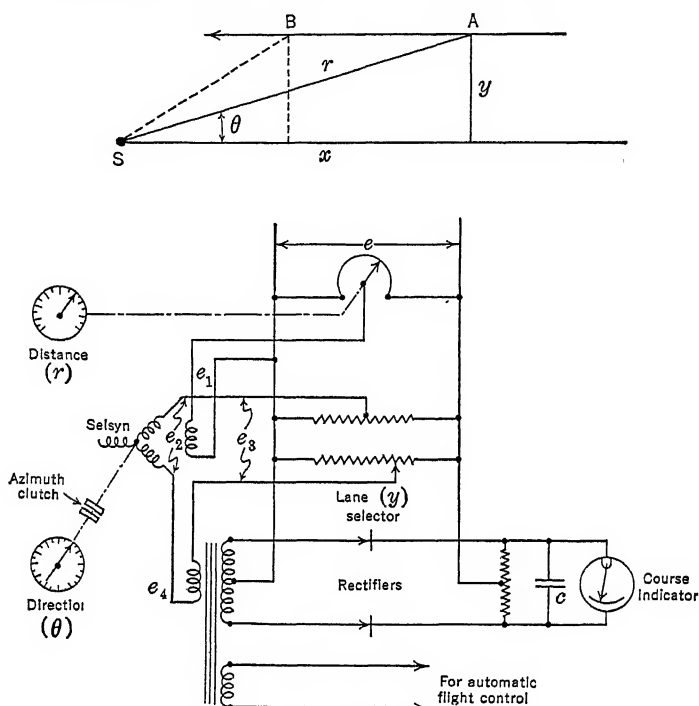 B
A
r
y
θ
S
x
e
Distance
(r)
e₁
Selsyn
e₂
e₃
Azimuth
clutch
Lane (y)
selector
Direction
(θ)
e₄
Rectifiers
c
Course
indicator
For automatic
flight control